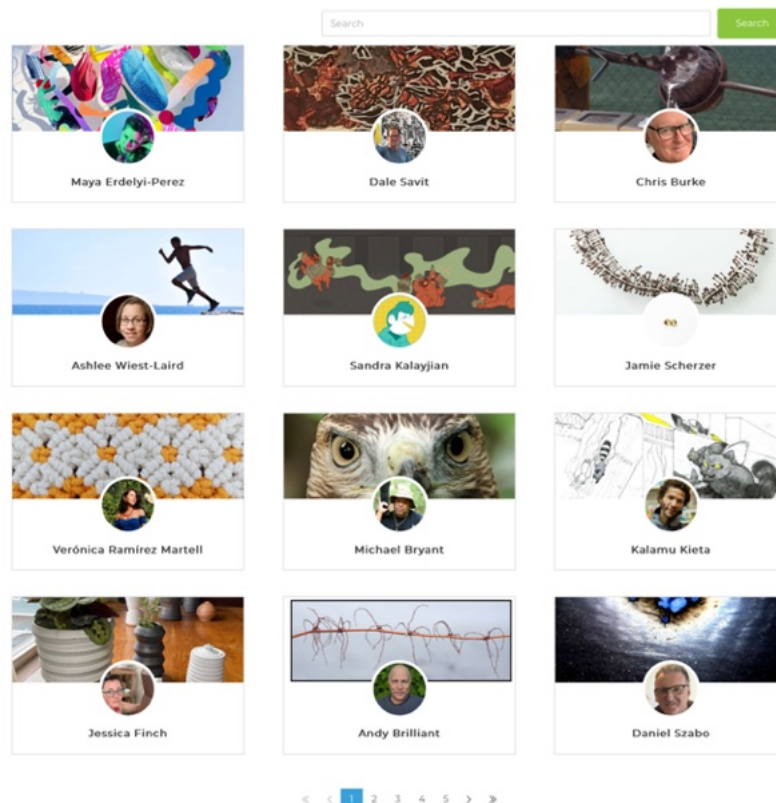 Search Search
Maya Erdelyi-Perez Dale Savit Chris Burke
Ashlee Wiest-Laird Sandra Kalayjian Jamie Scherzer
Verónica Ramírez Martell Michael Bryant Kalamu Kieta
Jessica Finch Andy Brilliant Daniel Szabo
« ‹ 1 2 3 4 5 › »